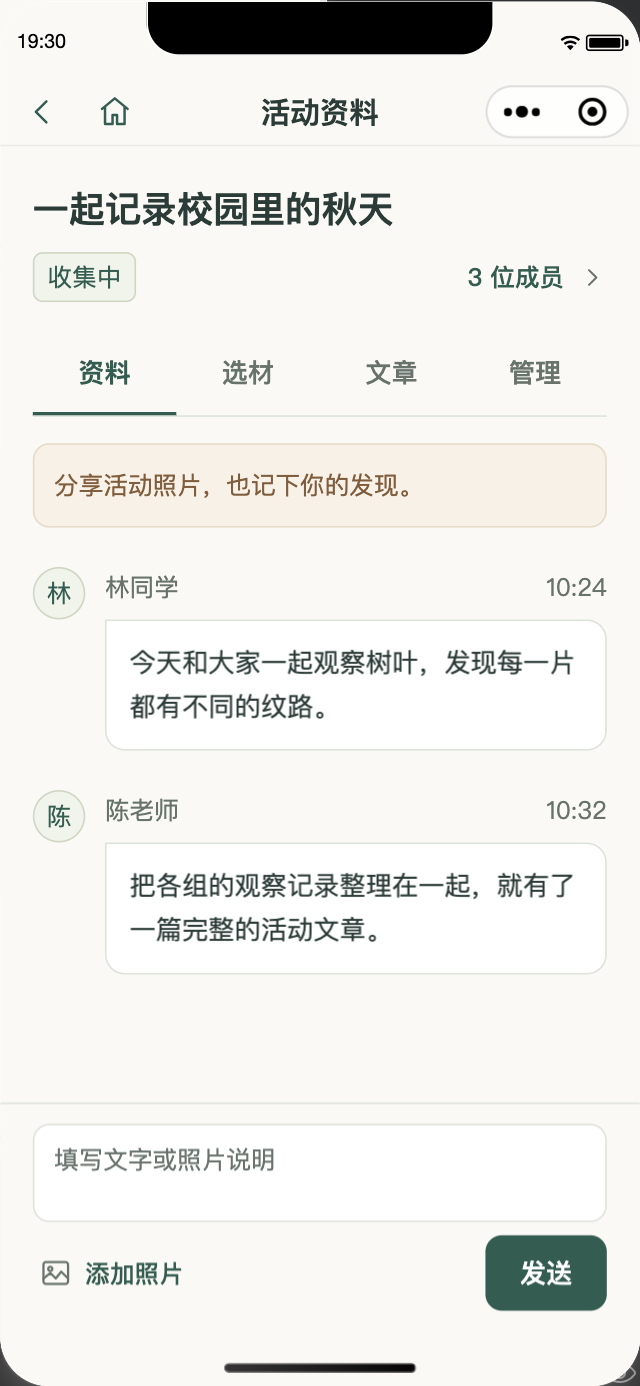 19:30
活动资料
一起记录校园里的秋天
收集中
3 位成员
资料 选材 文章 管理
分享活动照片，也记下你的发现。
林 林同学 10:24
今天和大家一起观察树叶，发现每一片
都有不同的纹路。
陈 陈老师 10:32
把各组的观察记录整理在一起，就有了
一篇完整的活动文章。
填写文字或照片说明
添加照片
发送